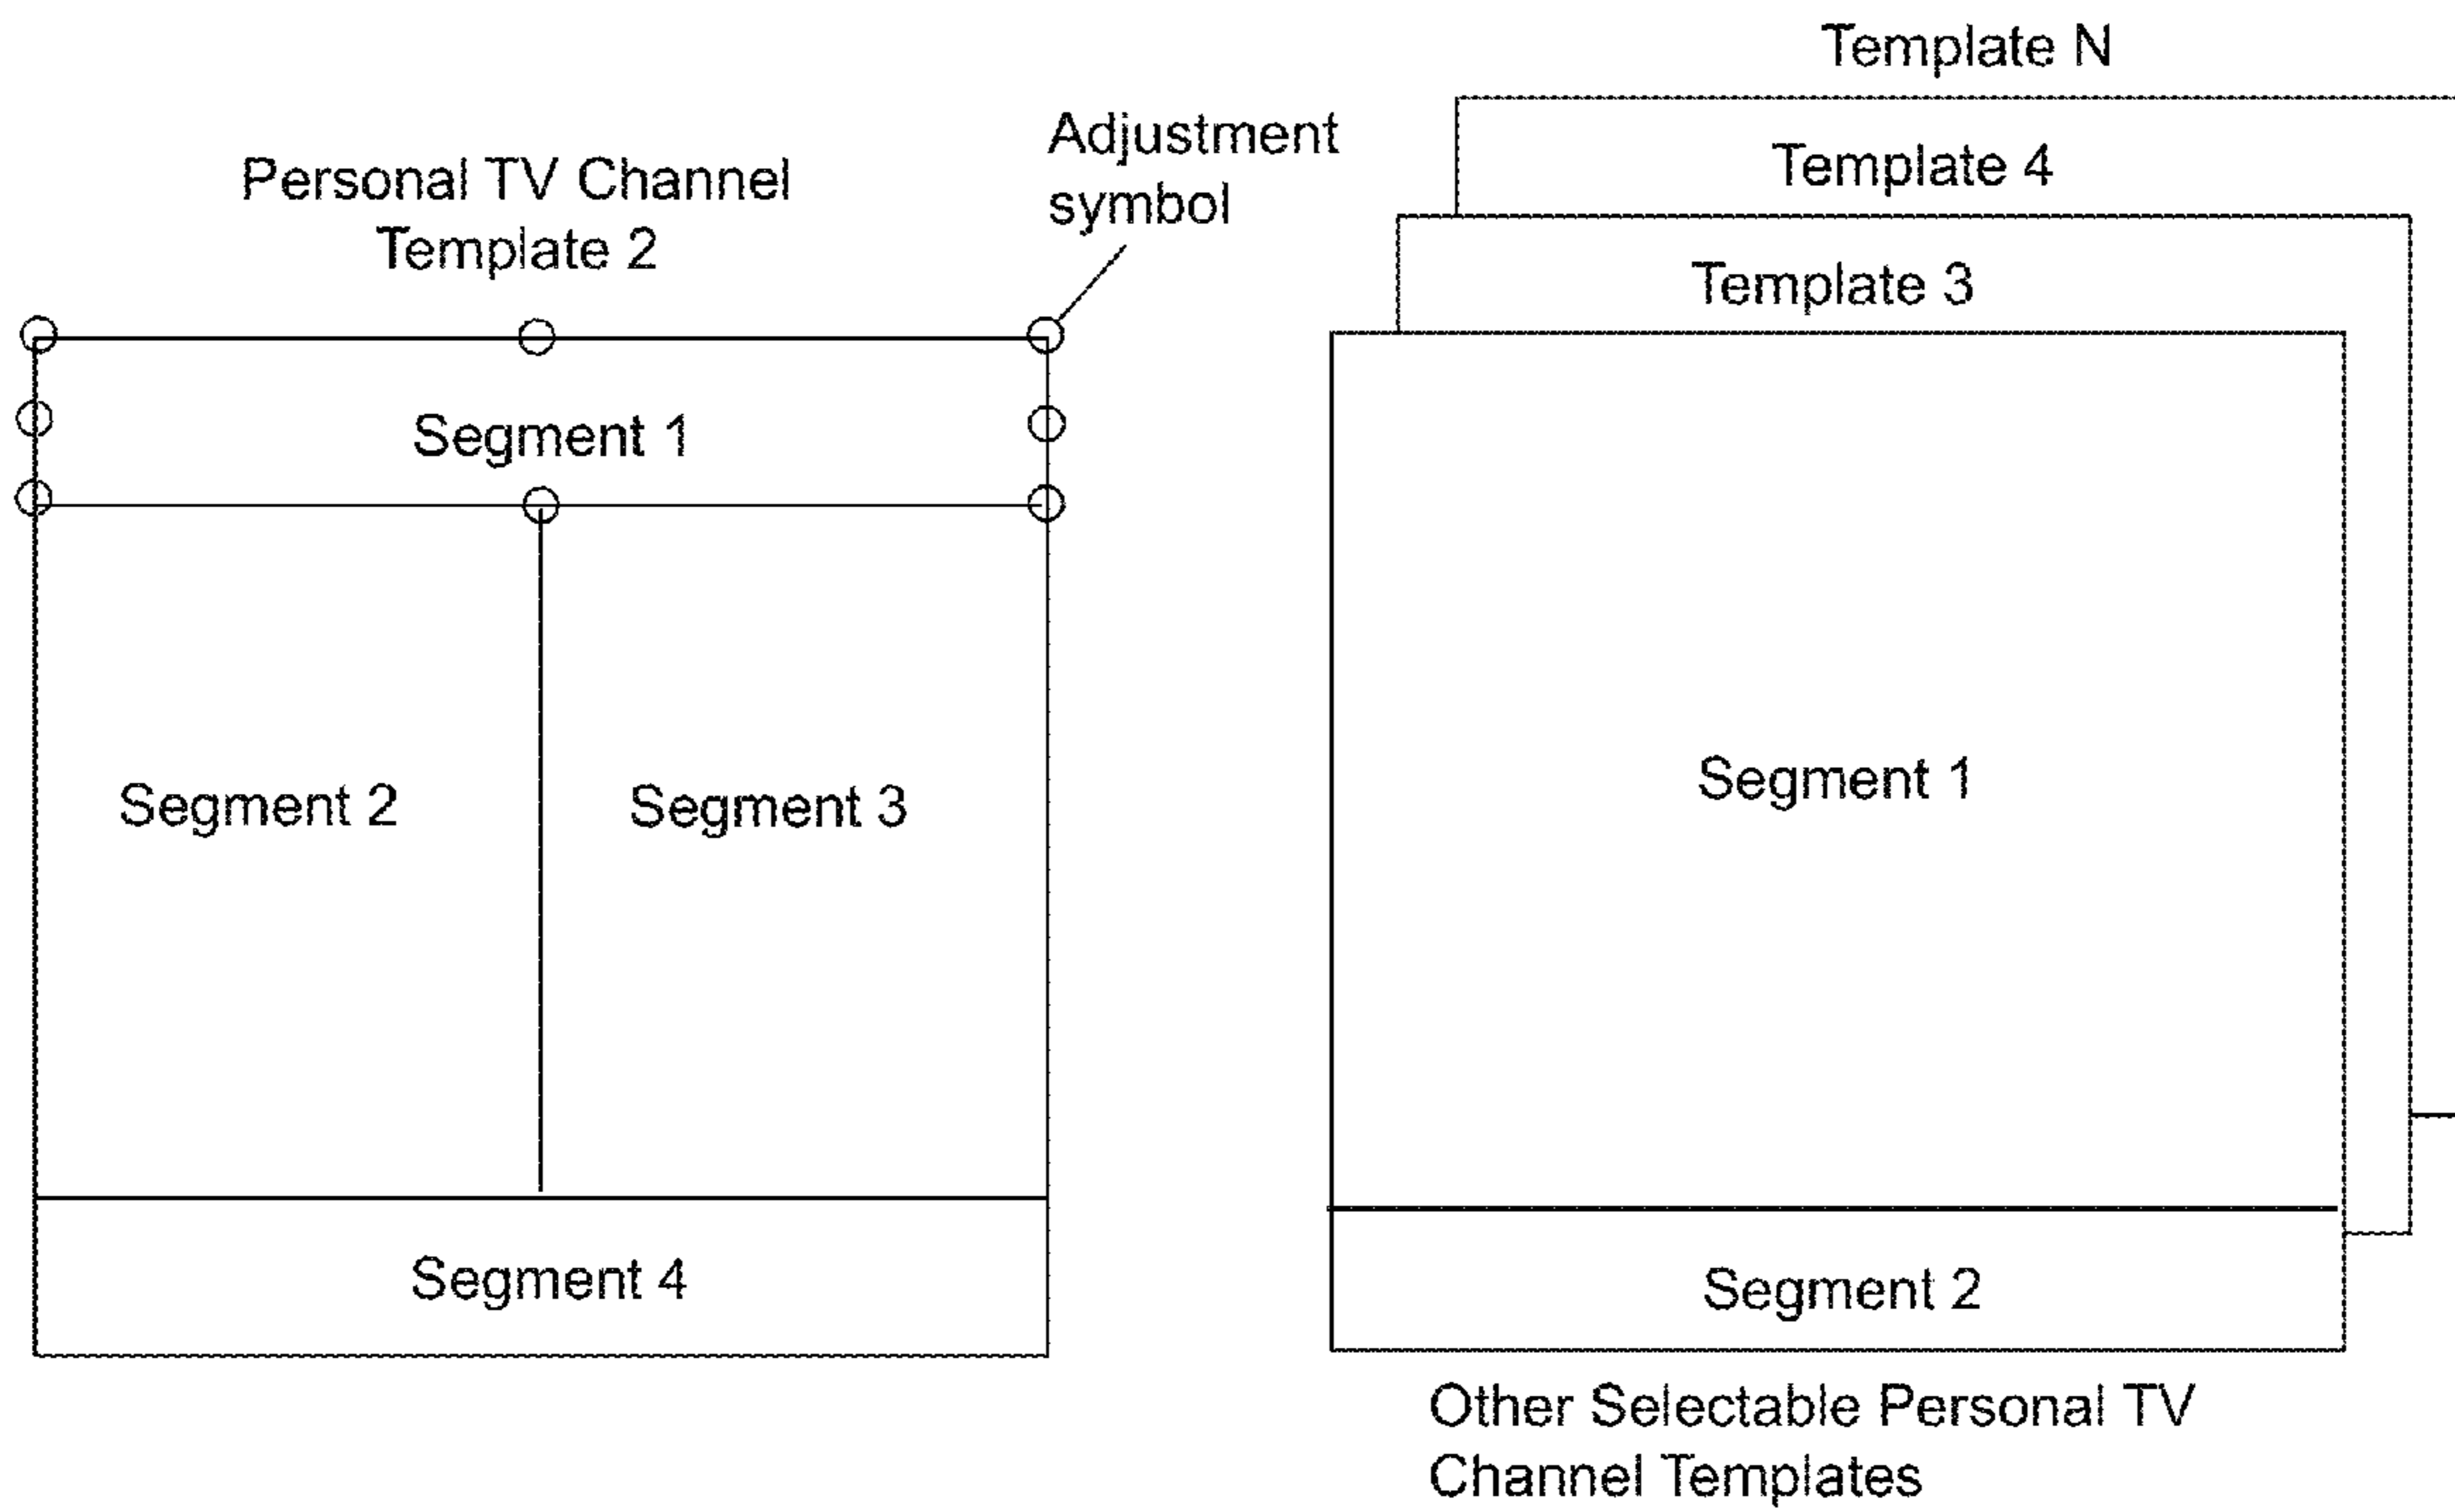 Personal TV Channel
Template 2
Adjustment
symbol
Segment 1
Segment 2
Segment 3
Segment 4
Template N
Template 4
Template 3
Segment 1
Segment 2
Other Selectable Personal TV
Channel Templates